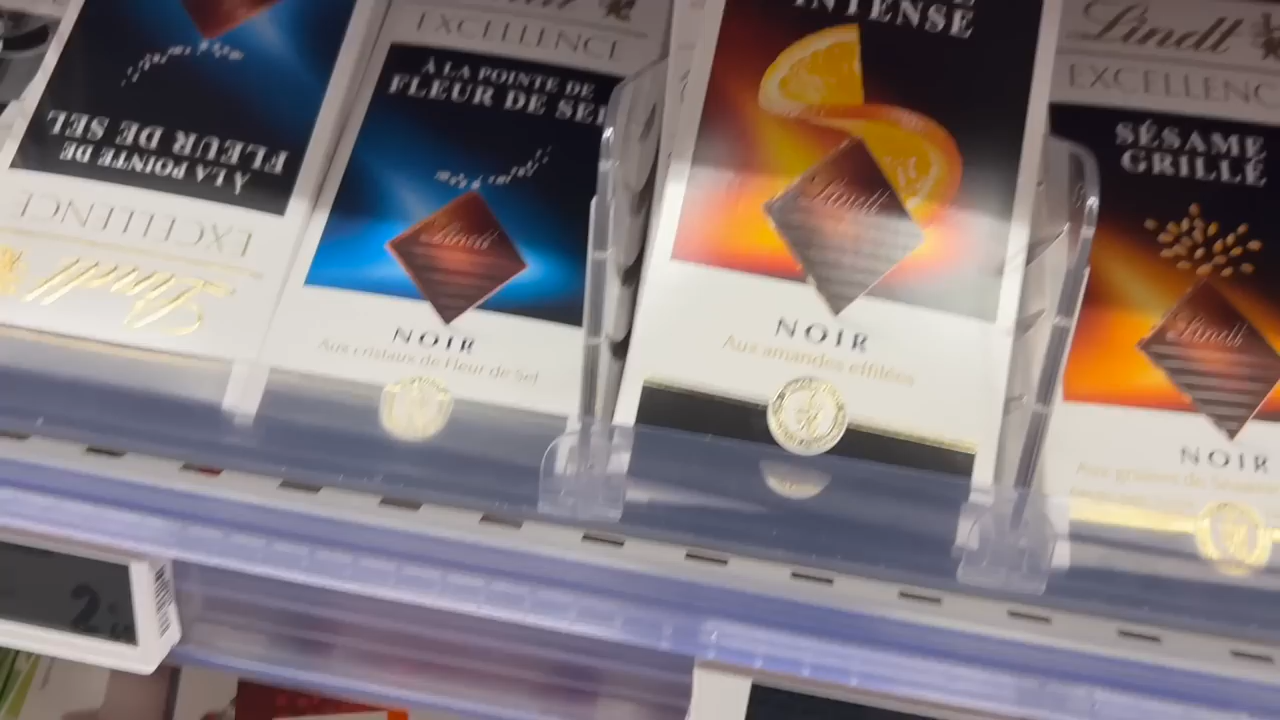 À LA POINTE DE
FLEUR DE SEL
EXCELLENCE
Lindt
EXCELLENCE
À LA POINTE DE
FLEUR DE SEL
Lindt
NOIR
Aux cristaux de Fleur de Sel
INTENSE
Lindt
NOIR
Aux amandes effilées
Lindt
EXCELLENCE
SÉSAME
GRILLÉ
Lindt
NOIR
2